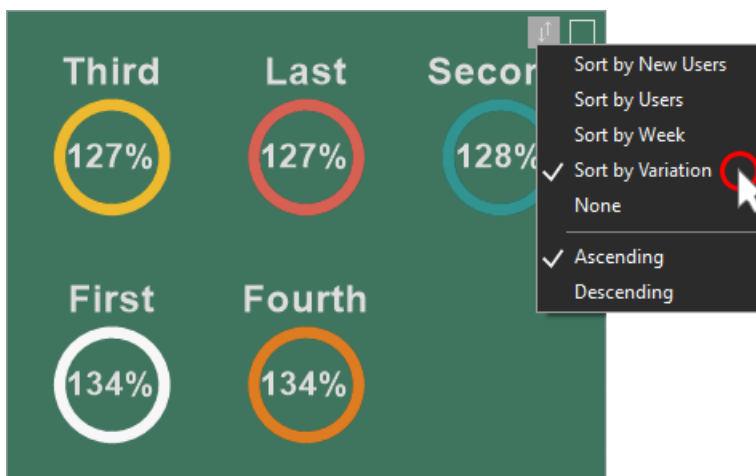 Third Last Secon
127% 127% 128%
First Fourth
134% 134%
Sort by New Users
Sort by Users
Sort by Week
Sort by Variation
None
Ascending
Descending